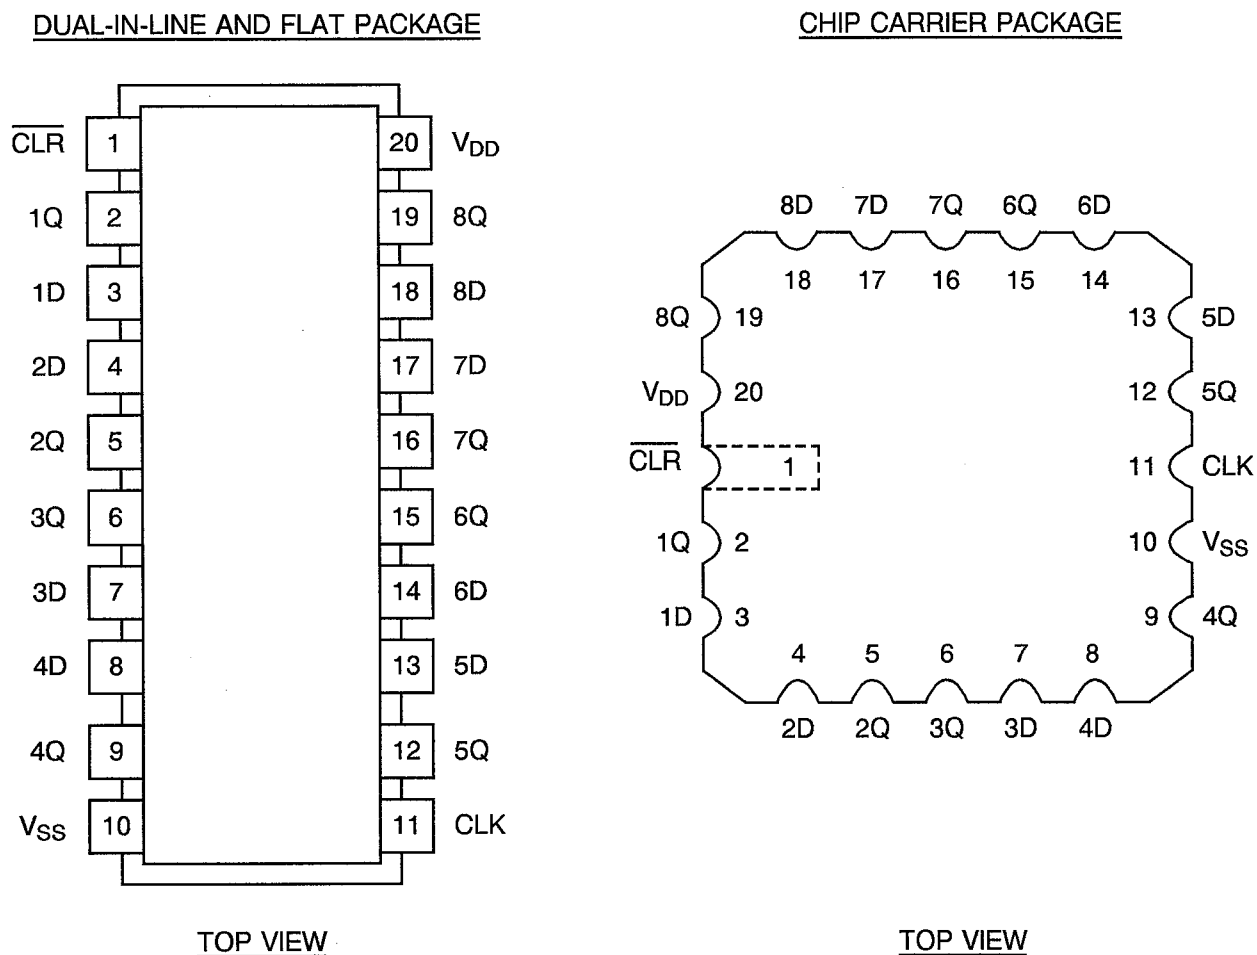 DUAL-IN-LINE AND FLAT PACKAGE
CLR 1 20 VDD
1Q 2 19 8Q
1D 3 18 8D
2D 4 17 7D
2Q 5 16 7Q
3Q 6 15 6Q
3D 7 14 6D
4D 8 13 5D
4Q 9 12 5Q
VSS 10 11 CLK
TOP VIEW
CHIP CARRIER PACKAGE
8D 7D 7Q 6Q 6D
18 17 16 15 14
8Q 19 13 5D
VDD 20 12 5Q
CLR 1 11 CLK
1Q 2 10 VSS
1D 3 9 4Q
4 5 6 7 8
2D 2Q 3Q 3D 4D
TOP VIEW